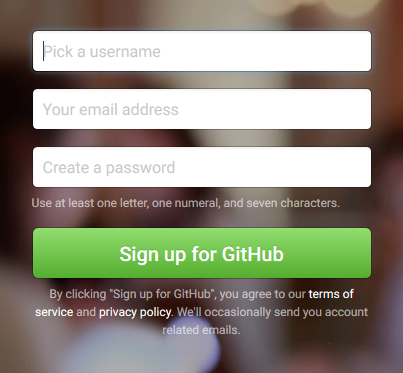 Pick a username
Your email address
Create a password
Use at least one letter, one numeral, and seven characters.
Sign up for GitHub
By clicking "Sign up for GitHub", you agree to our terms of
service and privacy policy. We'll occasionally send you account
related emails.